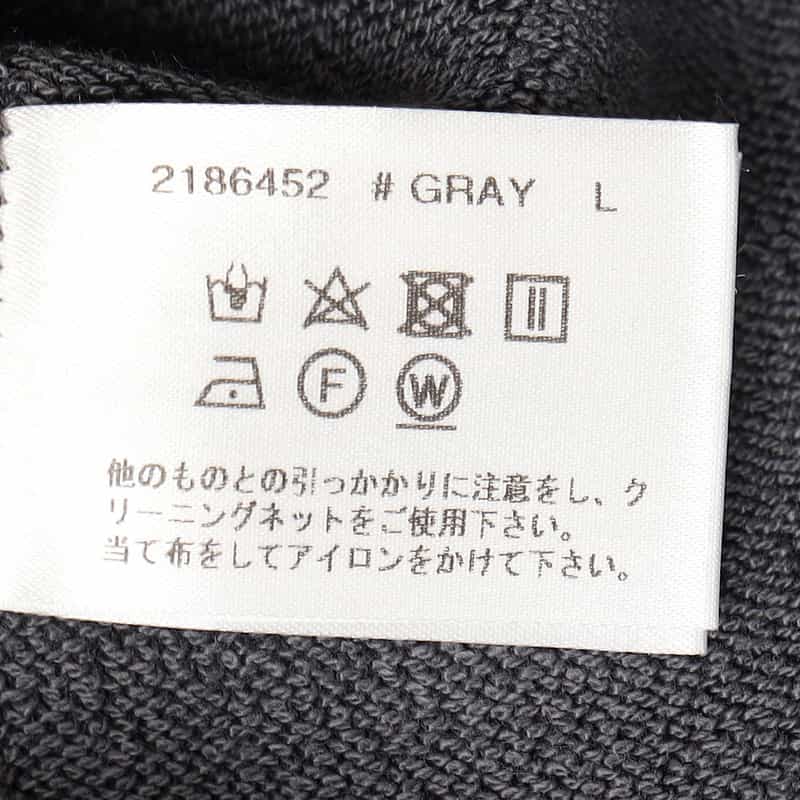 2186452 # GRAY L
F W
他のものとの引っかかりに注意をし、ク
リーニングネットをご使用下さい。
当て布をしてアイロンをかけて下さい。